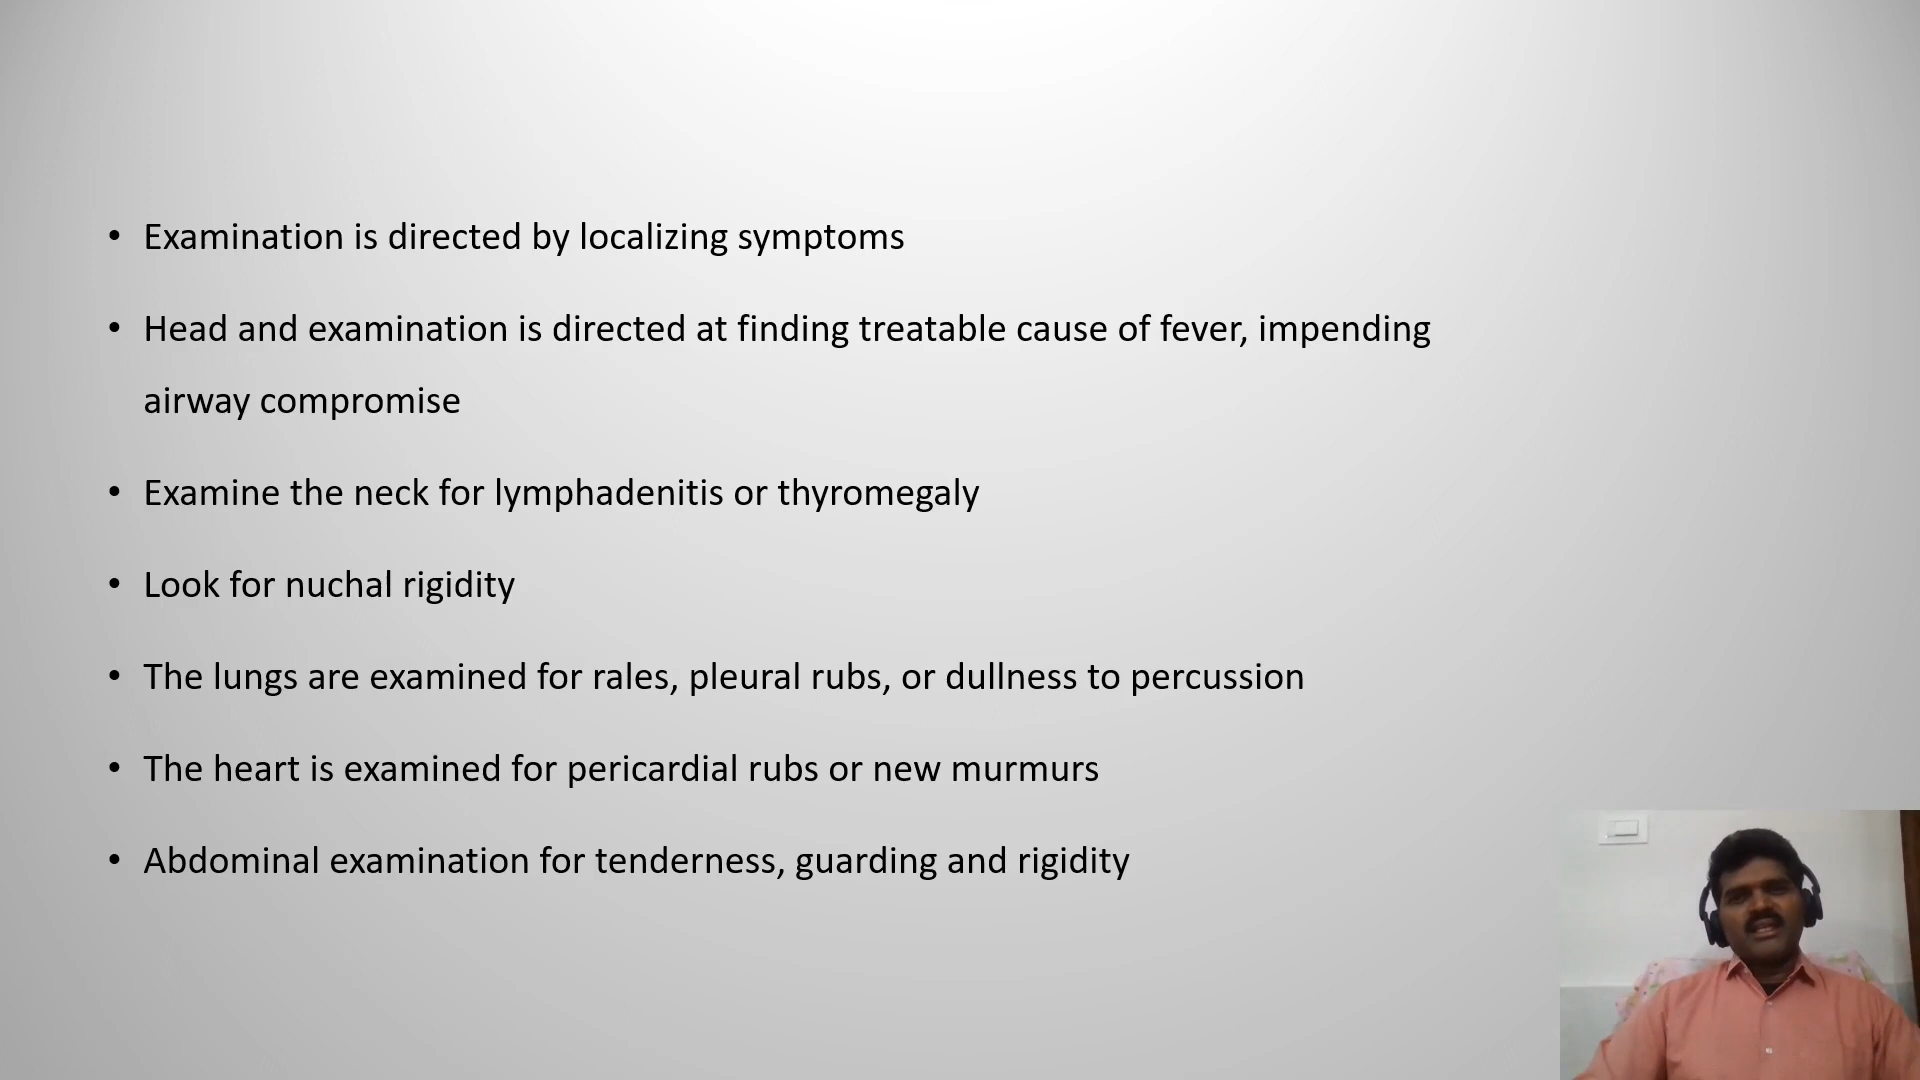 • Examination is directed by localizing symptoms
• Head and examination is directed at finding treatable cause of fever, impending
airway compromise
• Examine the neck for lymphadenitis or thyromegaly
• Look for nuchal rigidity
• The lungs are examined for rales, pleural rubs, or dullness to percussion
• The heart is examined for pericardial rubs or new murmurs
• Abdominal examination for tenderness, guarding and rigidity